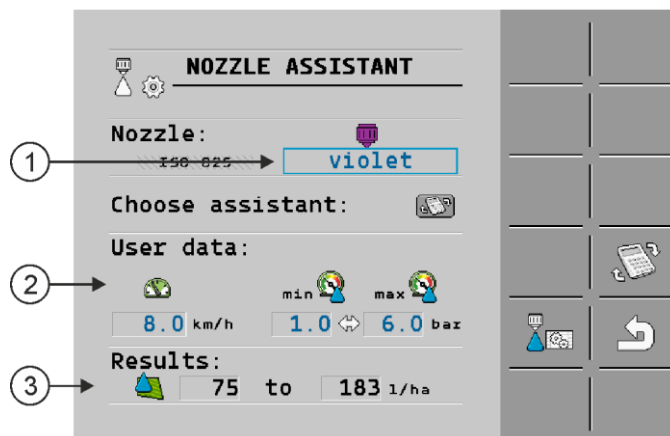 NOZZLE ASSISTANT
Nozzle:
1
ISO 025 violet
Choose assistant:
User data:
2
min max
8.0 km/h 1.0 6.0 bar
Results:
3
75 to 183 l/ha